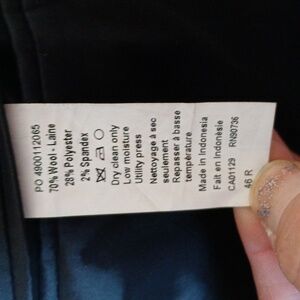 PO 4900112065
70% Wool - Laine
28% Polyester
2% Spandex
Dry clean only
Low moisture
Utility press
Nettoyage à sec
seulement
Repasser à basse
température
Made in Indonesia
Fait en Indonésie
CA01129 RN90736
46 R